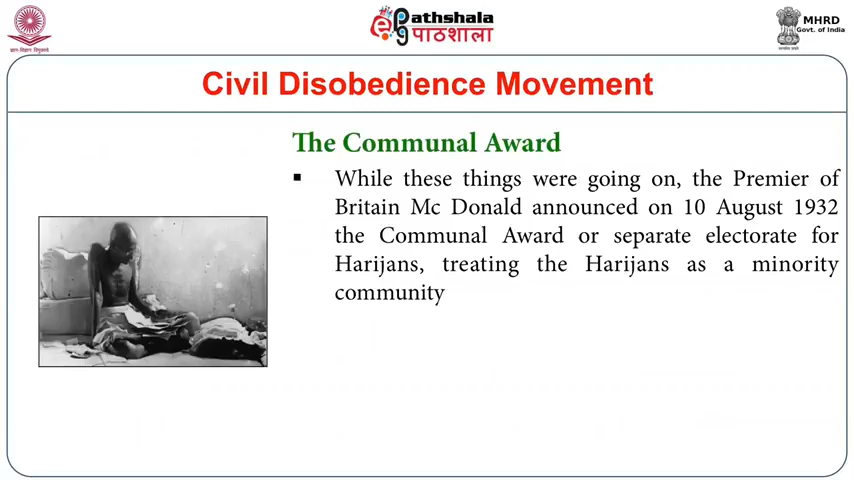 ज्ञान-विज्ञान विमुक्तये
ePathshala
पाठशाला
MHRD
Govt. of India
Civil Disobedience Movement
The Communal Award
▪ While these things were going on, the Premier of
Britain Mc Donald announced on 10 August 1932
the Communal Award or separate electorate for
Harijans, treating the Harijans as a minority
community